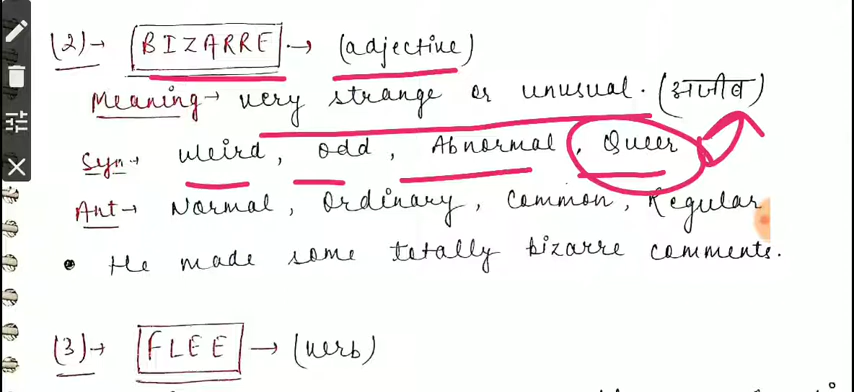 (2)→ BIZARRE → (adjective)
Meaning→ very strange or unusual. (अजीब)
Syn→ Weird, Odd, Abnormal, Queer
Ant→ Normal, Ordinary, Common, Regular
• He made some totally bizarre comments.
(3)→ FLEE → (verb)